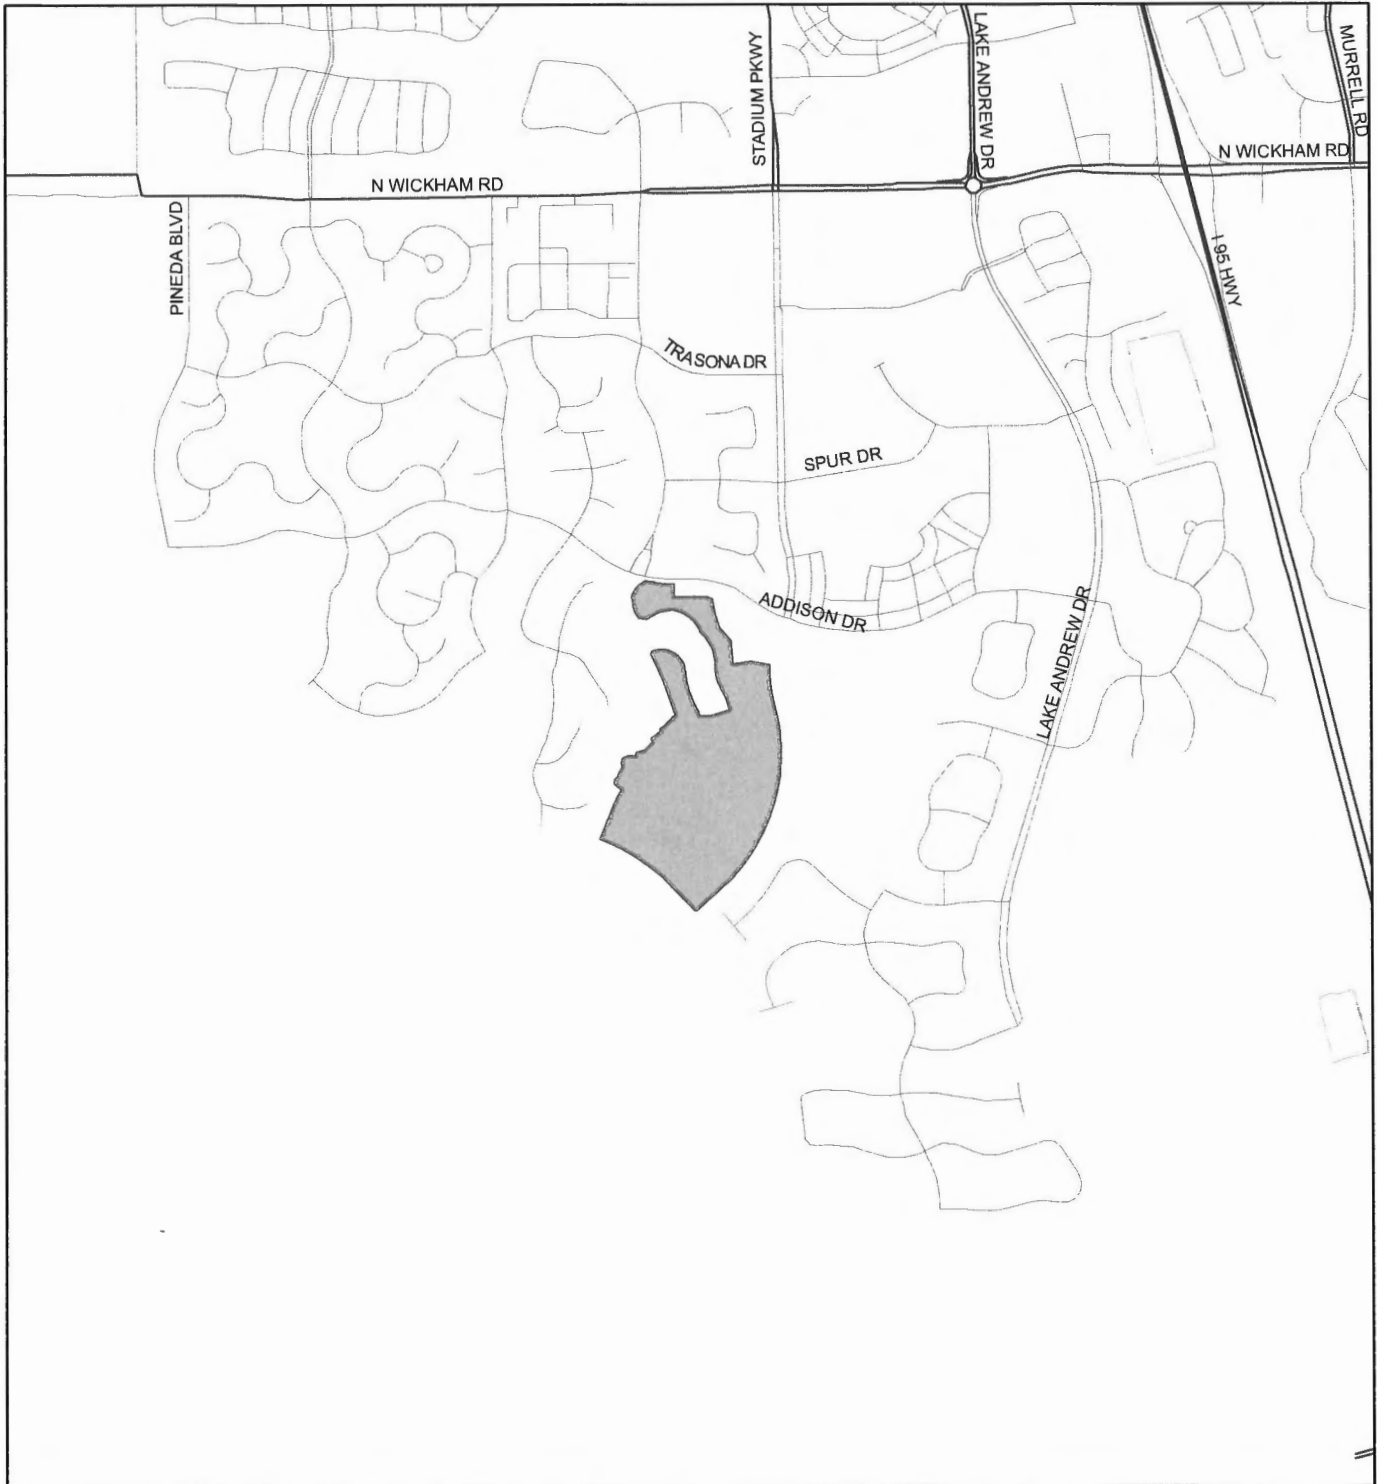 STADIUM PKWY
LAKE ANDREW DR
MURRELL RD
N WICKHAM RD
N WICKHAM RD
PINEDA BLVD
I 95 HWY
TRASONA DR
SPUR DR
ADDISON DR
LAKE ANDREW DR